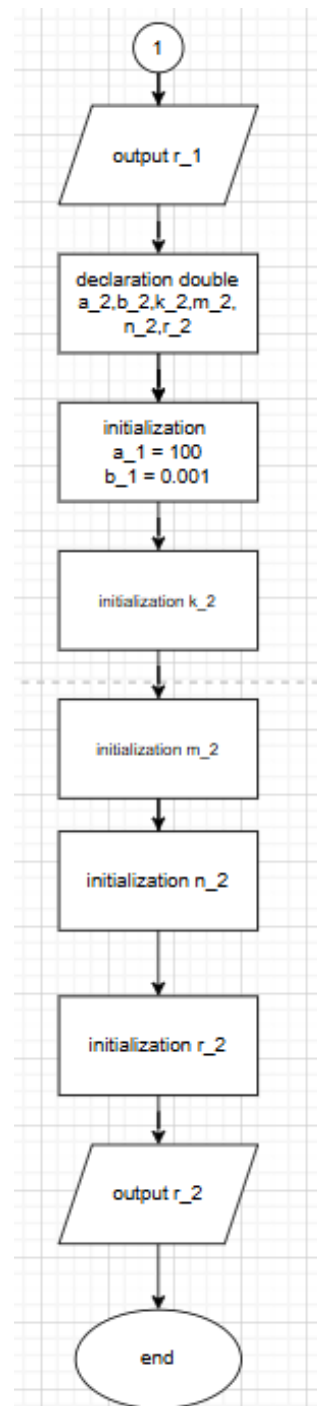 1
output r_1
declaration double
a_2,b_2,k_2,m_2,
n_2,r_2
initialization
a_1 = 100
b_1 = 0.001
initialization k_2
initialization m_2
initialization n_2
initialization r_2
output r_2
end